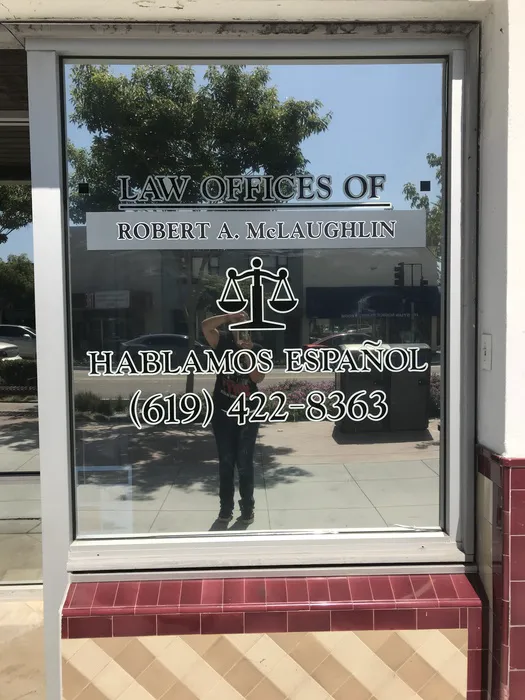 LAW OFFICES OF
ROBERT A. McLAUGHLIN
HABLAMOS ESPAÑOL
(619) 422-8363